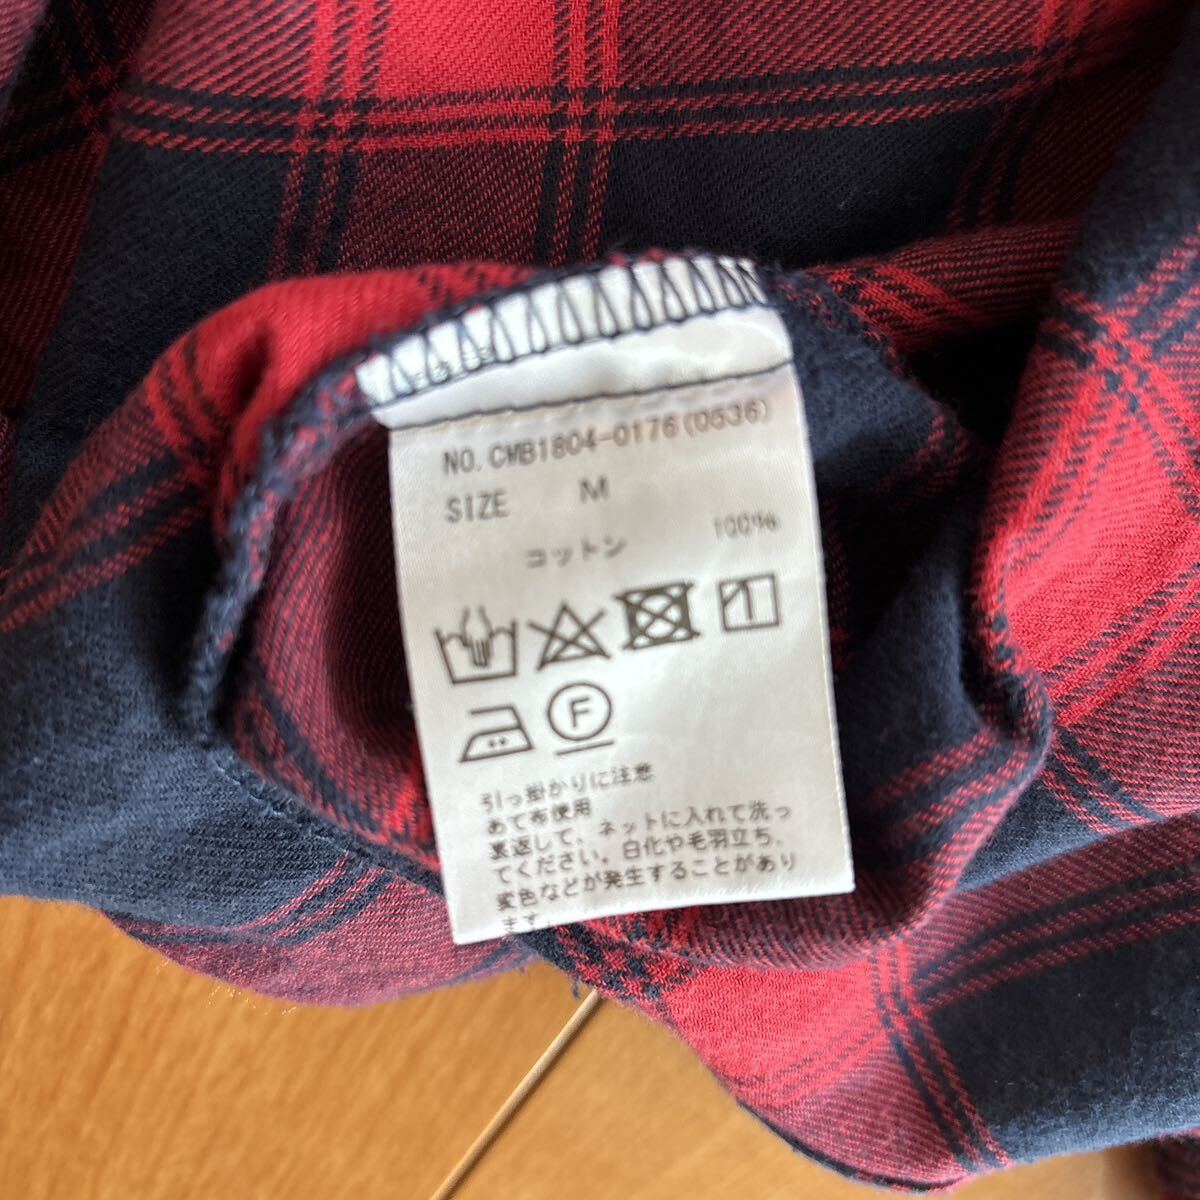 NO.CWB1804-0176(0536)
SIZE M
コットン 100%
F
引っ掛かりに注意
あて布使用
裏返して、ネットに入れて洗っ
てください。白化や毛羽立ち、
変色などが発生することがあり
ます。